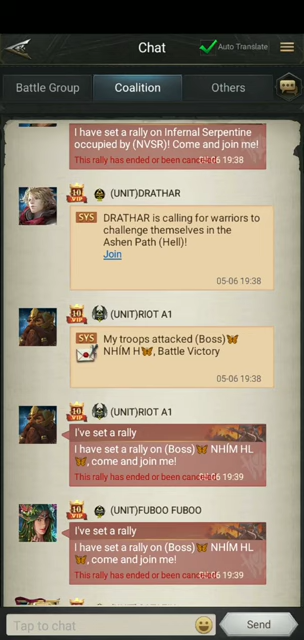 Chat
Auto Translate
Battle Group
Coalition
Others
I have set a rally on Infernal Serpentine
occupied by (NVSR)! Come and join me!
This rally has ended or been canceled
05-06 19:38
10
VIP
(UNIT)DRATHAR
SYS
DRATHAR is calling for warriors to
challenge themselves in the
Ashen Path (Hell)!
Join
05-06 19:38
10
VIP
(UNIT)RIOT A1
SYS
My troops attacked (Boss)🦋
NHÍM H🦋, Battle Victory
05-06 19:38
10
VIP
(UNIT)RIOT A1
I've set a rally
I have set a rally on (Boss)🦋 NHÍM HL
🦋, come and join me!
This rally has ended or been canceled
05-06 19:39
10
VIP
(UNIT)FUBOO FUBOO
I've set a rally
I have set a rally on (Boss)🦋 NHÍM HL
🦋, come and join me!
This rally has ended or been canceled
05-06 19:39
Tap to chat
Send